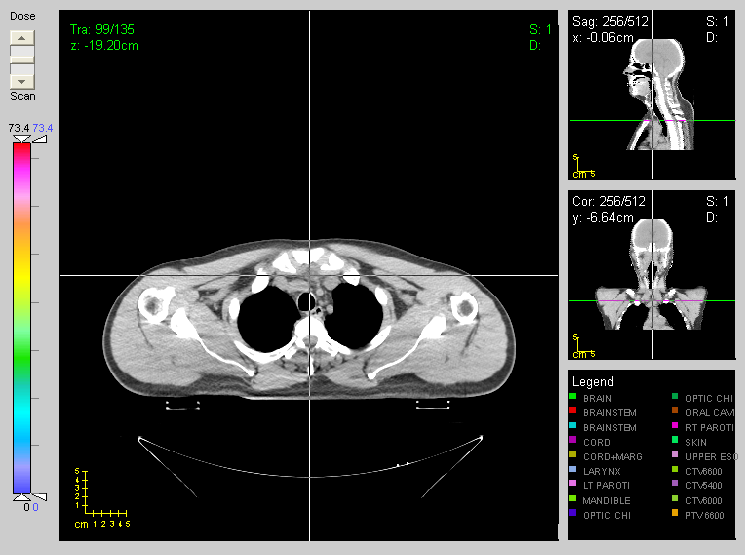 Dose
Scan
73.4 73.4
0 0
Tra: 99/135
z: -19.20cm
S: 1
D:
5
4
3
2
1
cm 1 2 3 4 5
Sag: 256/512
x: -0.06cm
S: 1
D:
s
cm s
Cor: 256/512
y: -6.64cm
S: 1
D:
s
cm s
Legend
BRAIN
BRAINSTEM
BRAINSTEM
CORD
CORD+MARG
LARYNX
LT PAROTI
MANDIBLE
OPTIC CHI
OPTIC CHI
ORAL CAVI
RT PAROTI
SKIN
UPPER ESO
CTV6600
CTV5400
CTV6000
PTV6600